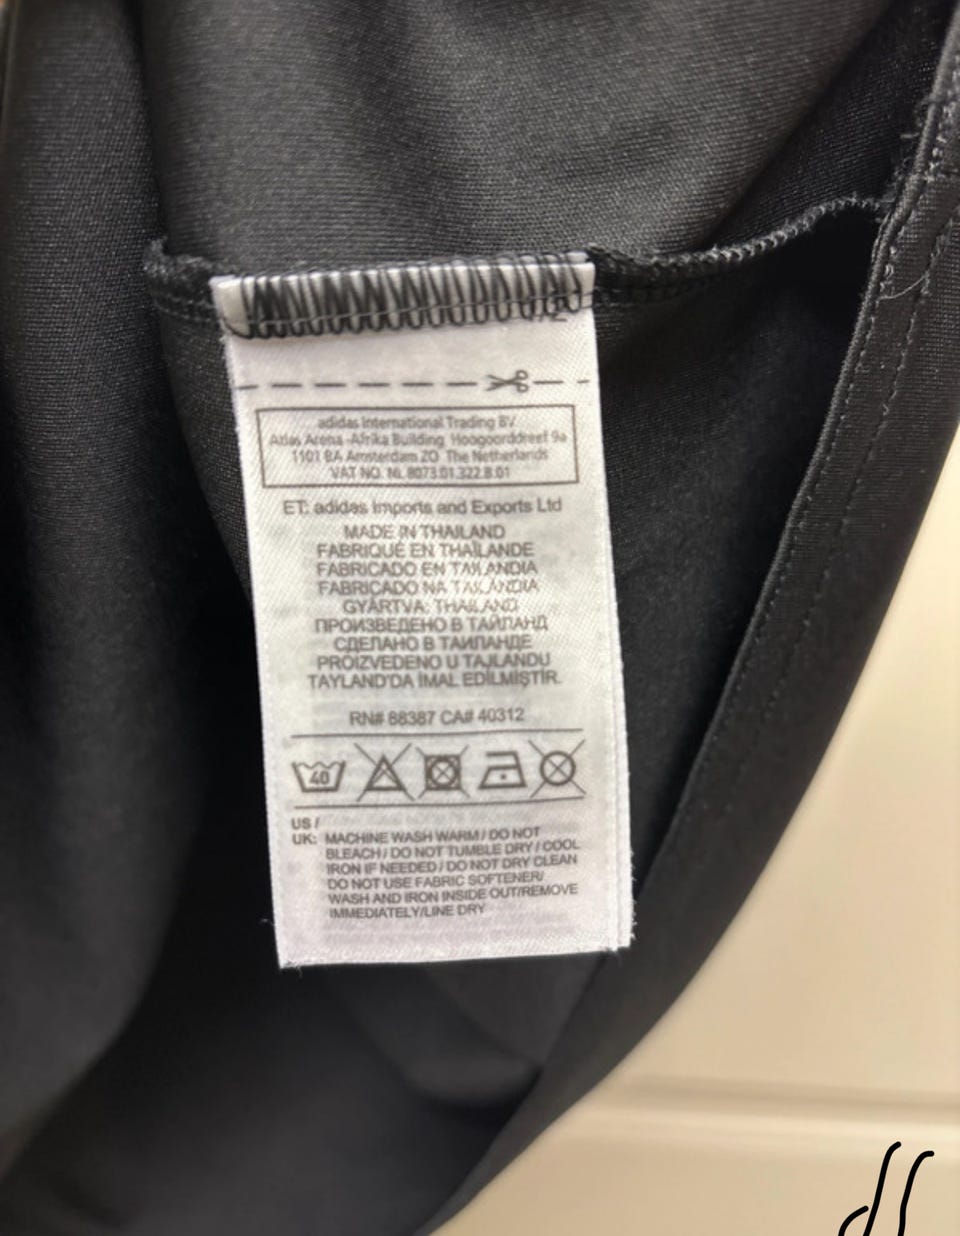 adidas International Trading BV
Atlas Arena -Afrika Building Hoogoorddreef 9a
1101 BA Amsterdam ZO The Netherlands
VAT NO. NL 8073.01.322.B.01
ET: adidas Imports and Exports Ltd
MADE IN THAILAND
FABRIQUÉ EN THAÏLANDE
FABRICADO EN TAILANDIA
FABRICADO NA TAILÂNDIA
GYÁRTVA: THAILAND
ПРОИЗВЕДЕНО В ТАЙЛАНД
СДЕЛАНО В ТАИЛАНДЕ
PROIZVEDENO U TAJLANDU
TAYLAND'DA İMAL EDİLMİŞTİR.
RN# 88387 CA# 40312
40
US /
UK: MACHINE WASH WARM / DO NOT
BLEACH / DO NOT TUMBLE DRY / COOL
IRON IF NEEDED / DO NOT DRY CLEAN
DO NOT USE FABRIC SOFTENER/
WASH AND IRON INSIDE OUT/REMOVE
IMMEDIATELY/LINE DRY